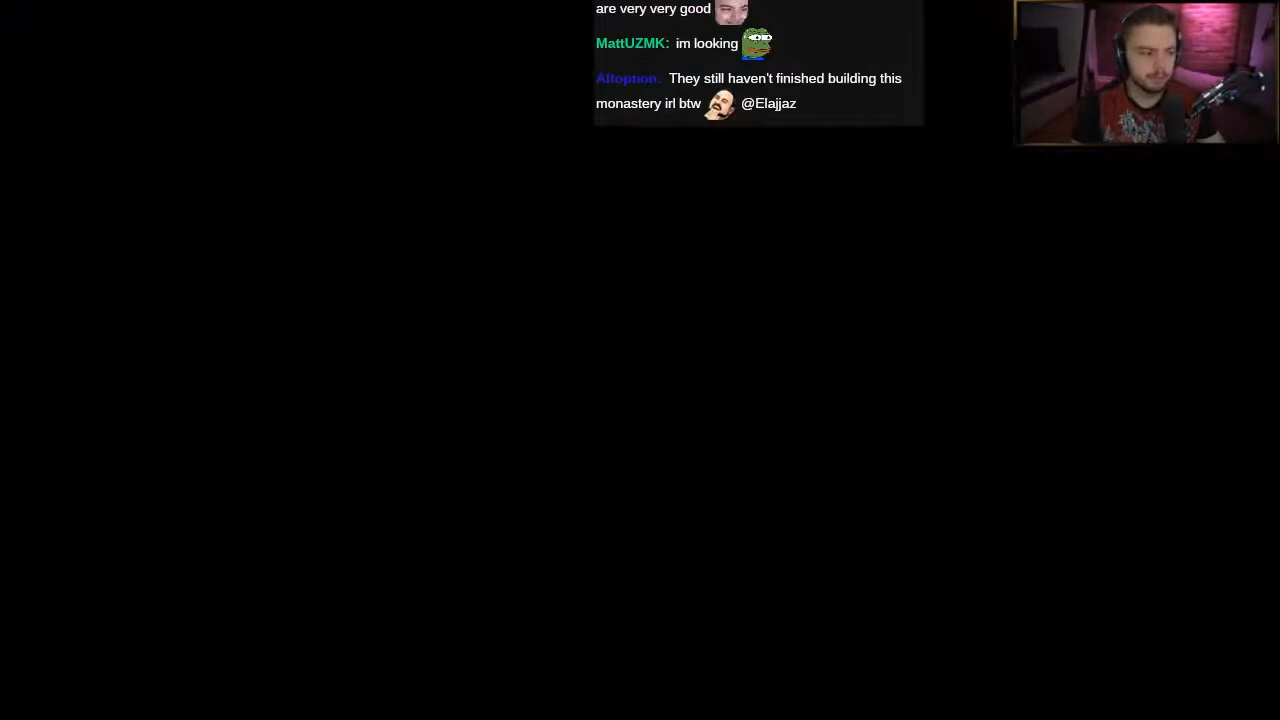 are very very good
MattUZMK: im looking
Altoption: They still haven't finished building this
monastery irl btw @Elajjaz